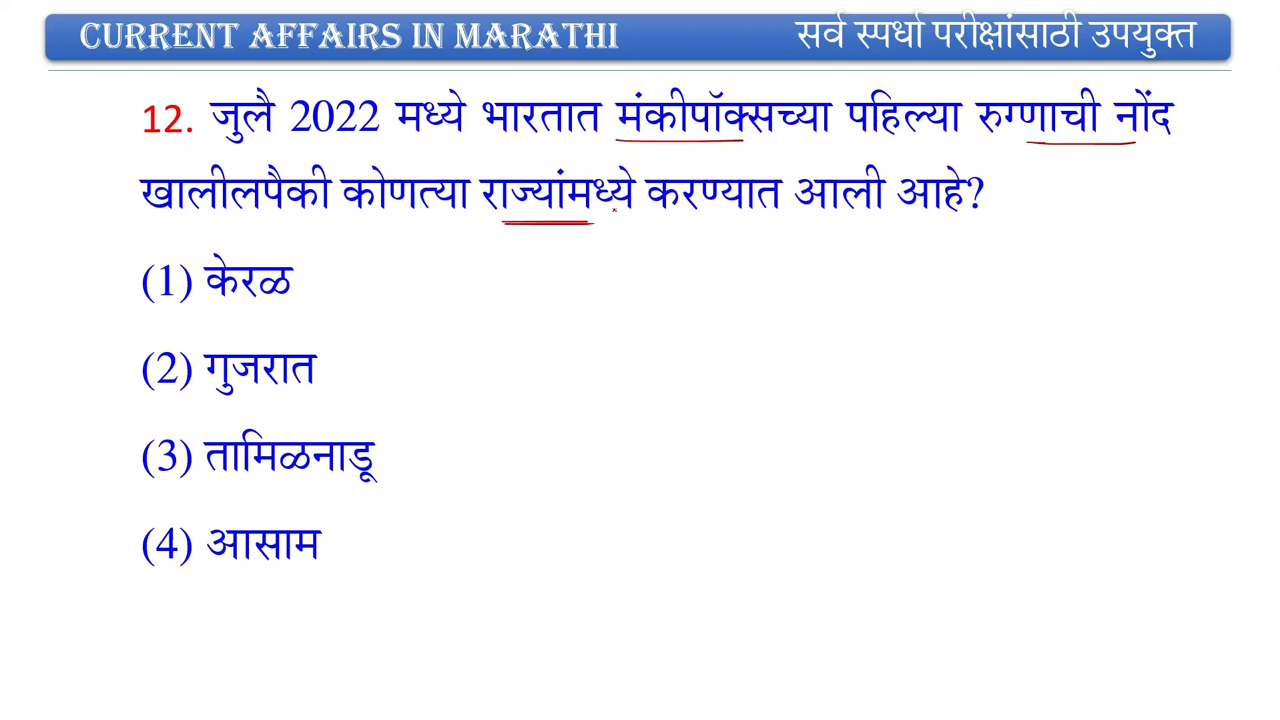 CURRENT AFFAIRS IN MARATHI सर्व स्पर्धा परीक्षांसाठी उपयुक्त
12. जुलै 2022 मध्ये भारतात मंकीपॉक्सच्या पहिल्या रुग्णाची नोंद
खालीलपैकी कोणत्या राज्यांमध्ये करण्यात आली आहे?
(1) केरळ
(2) गुजरात
(3) तामिळनाडू
(4) आसाम